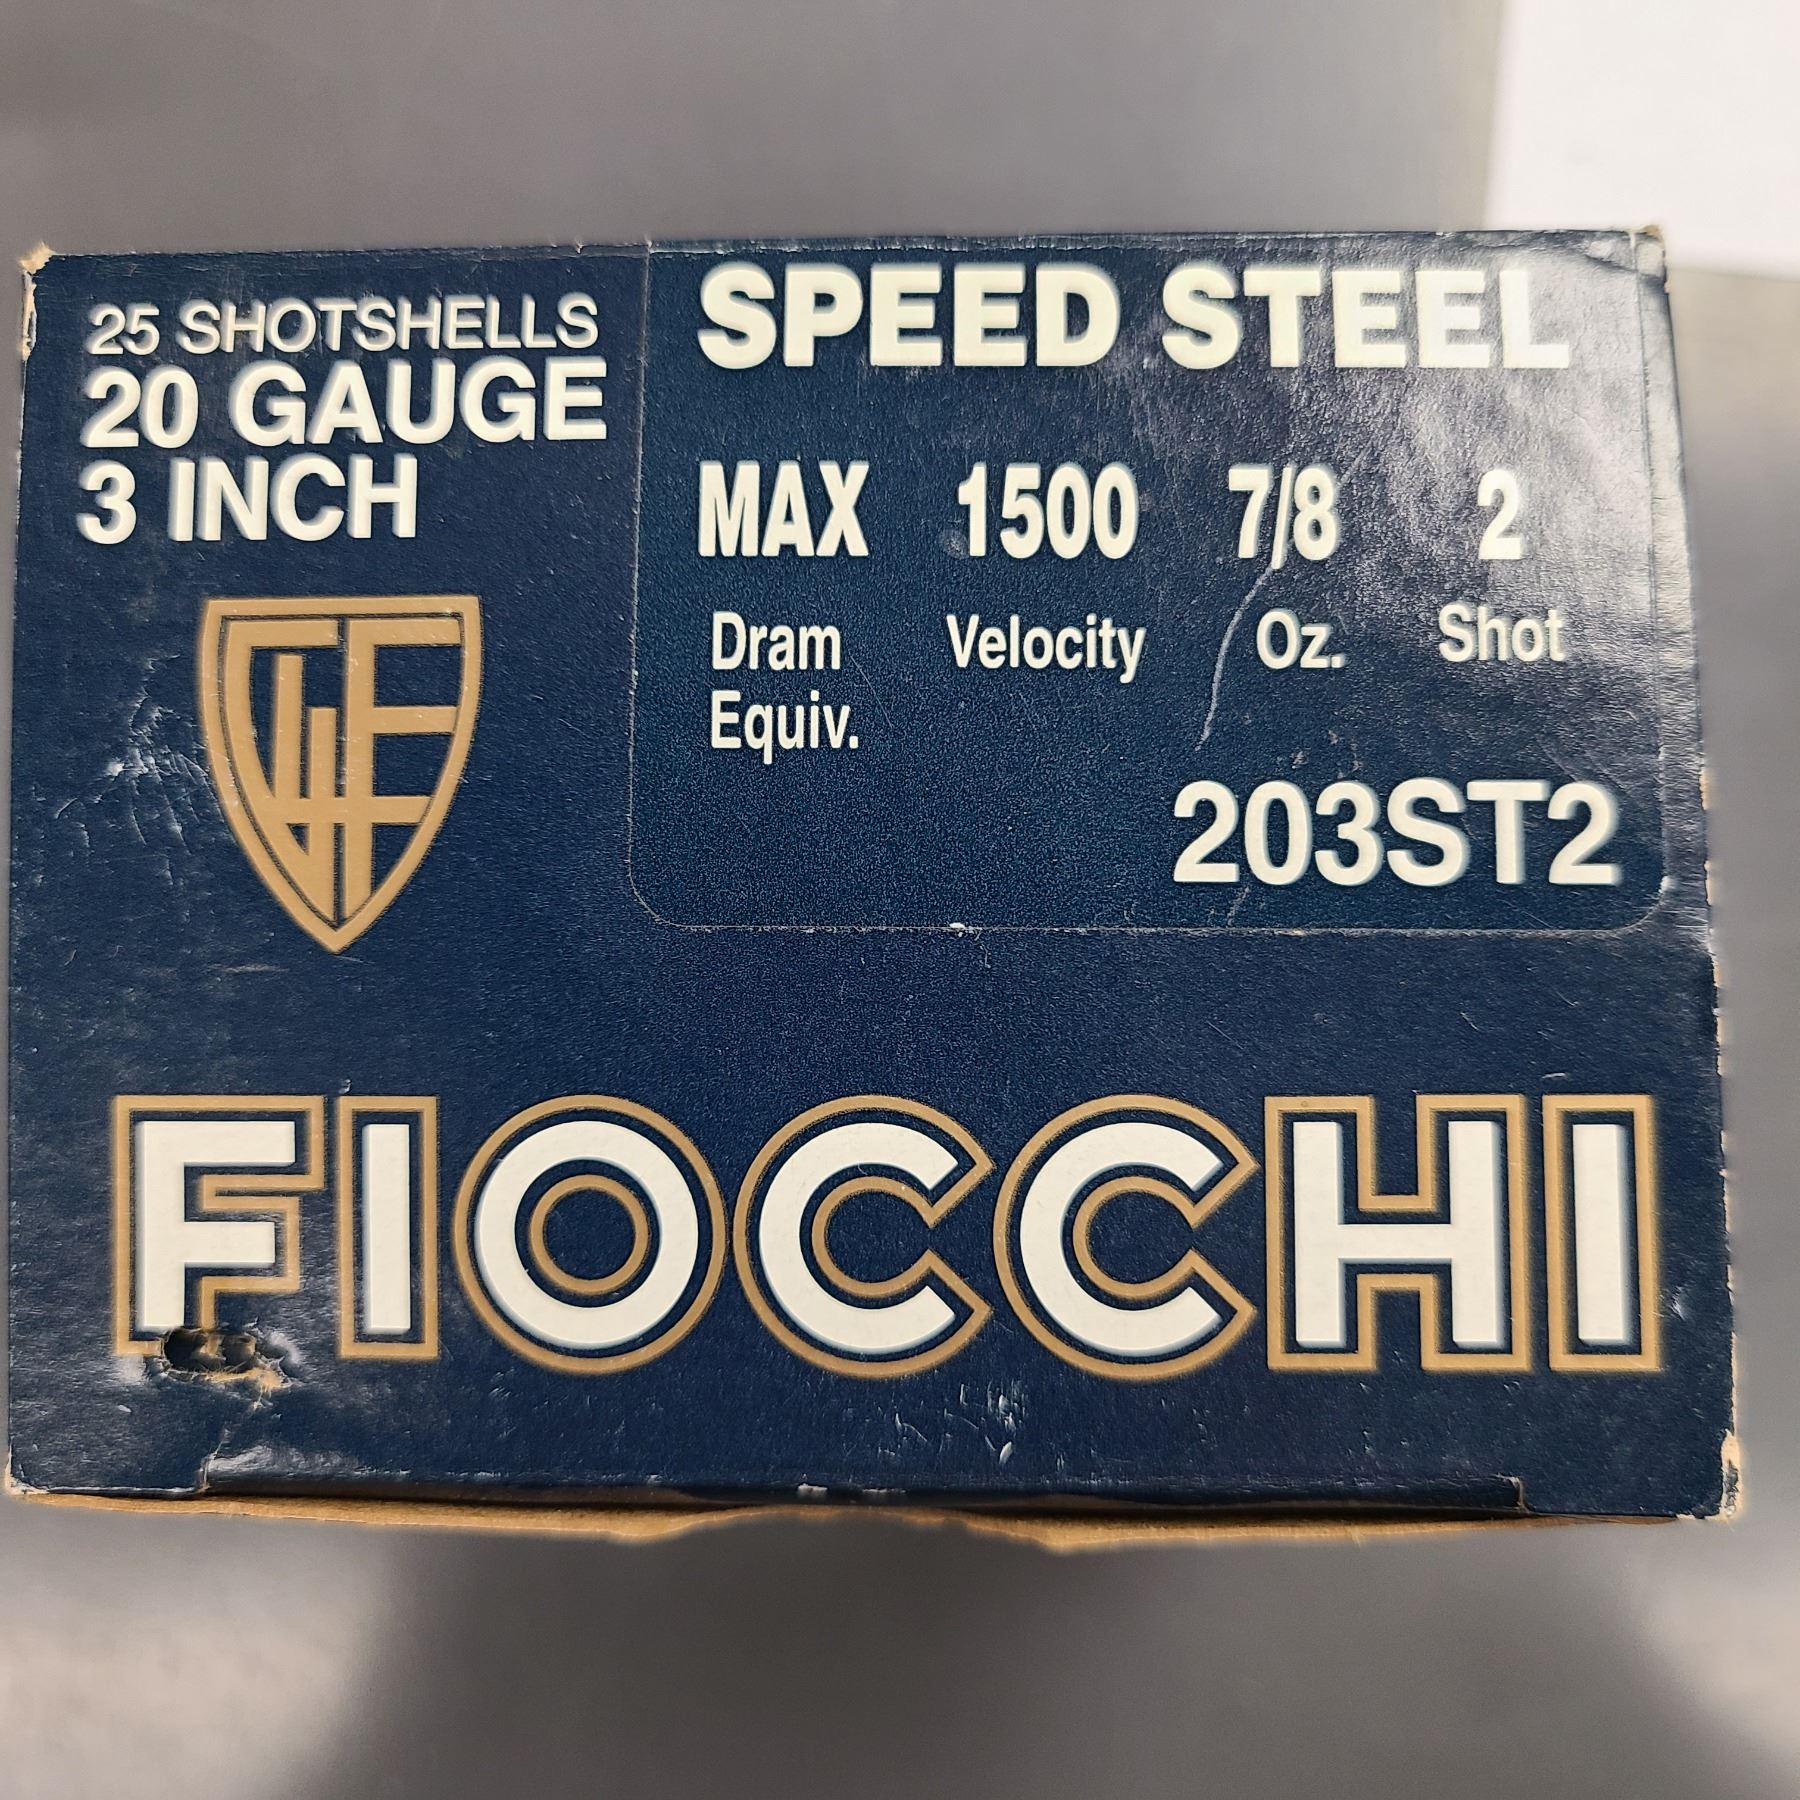 25 SHOTSHELLS
20 GAUGE
3 INCH
SPEED STEEL
MAX 1500 7/8 2
Dram Velocity Oz. Shot
Equiv.
203ST2
GFL
FIOCCHI